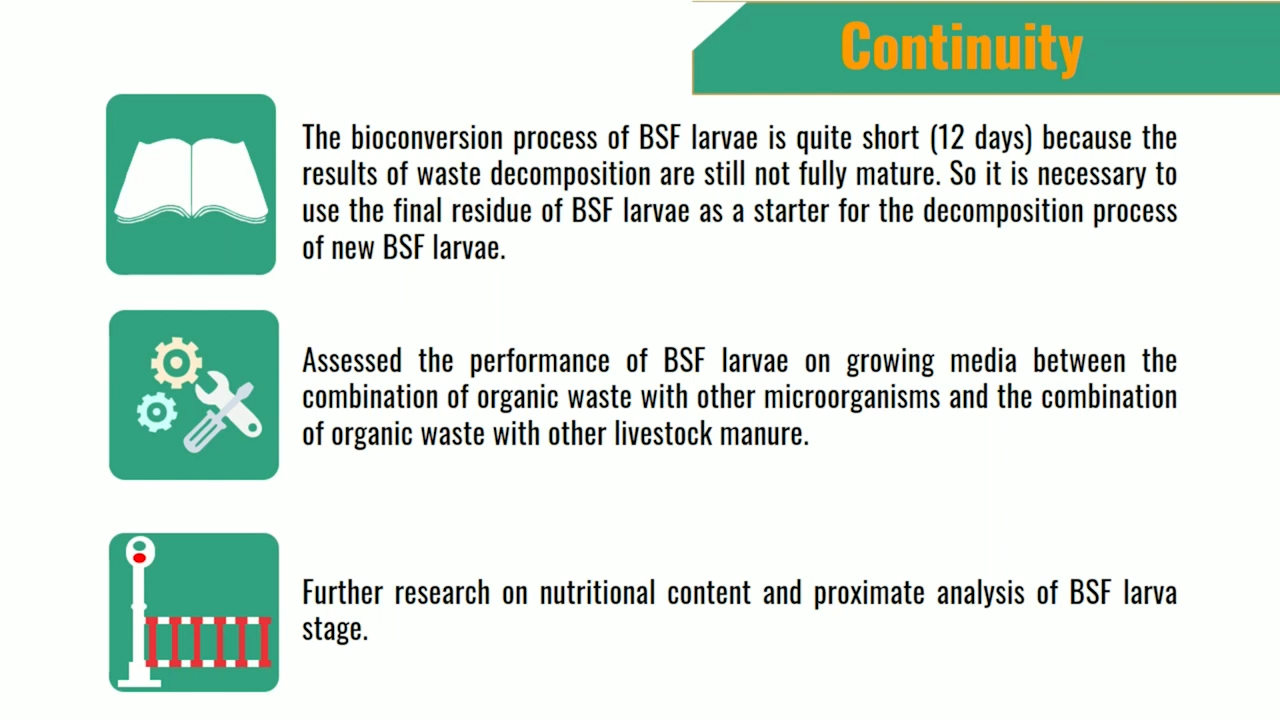 Continuity
The bioconversion process of BSF larvae is quite short (12 days) because the
results of waste decomposition are still not fully mature. So it is necessary to
use the final residue of BSF larvae as a starter for the decomposition process
of new BSF larvae.
Assessed the performance of BSF larvae on growing media between the
combination of organic waste with other microorganisms and the combination
of organic waste with other livestock manure.
Further research on nutritional content and proximate analysis of BSF larva
stage.